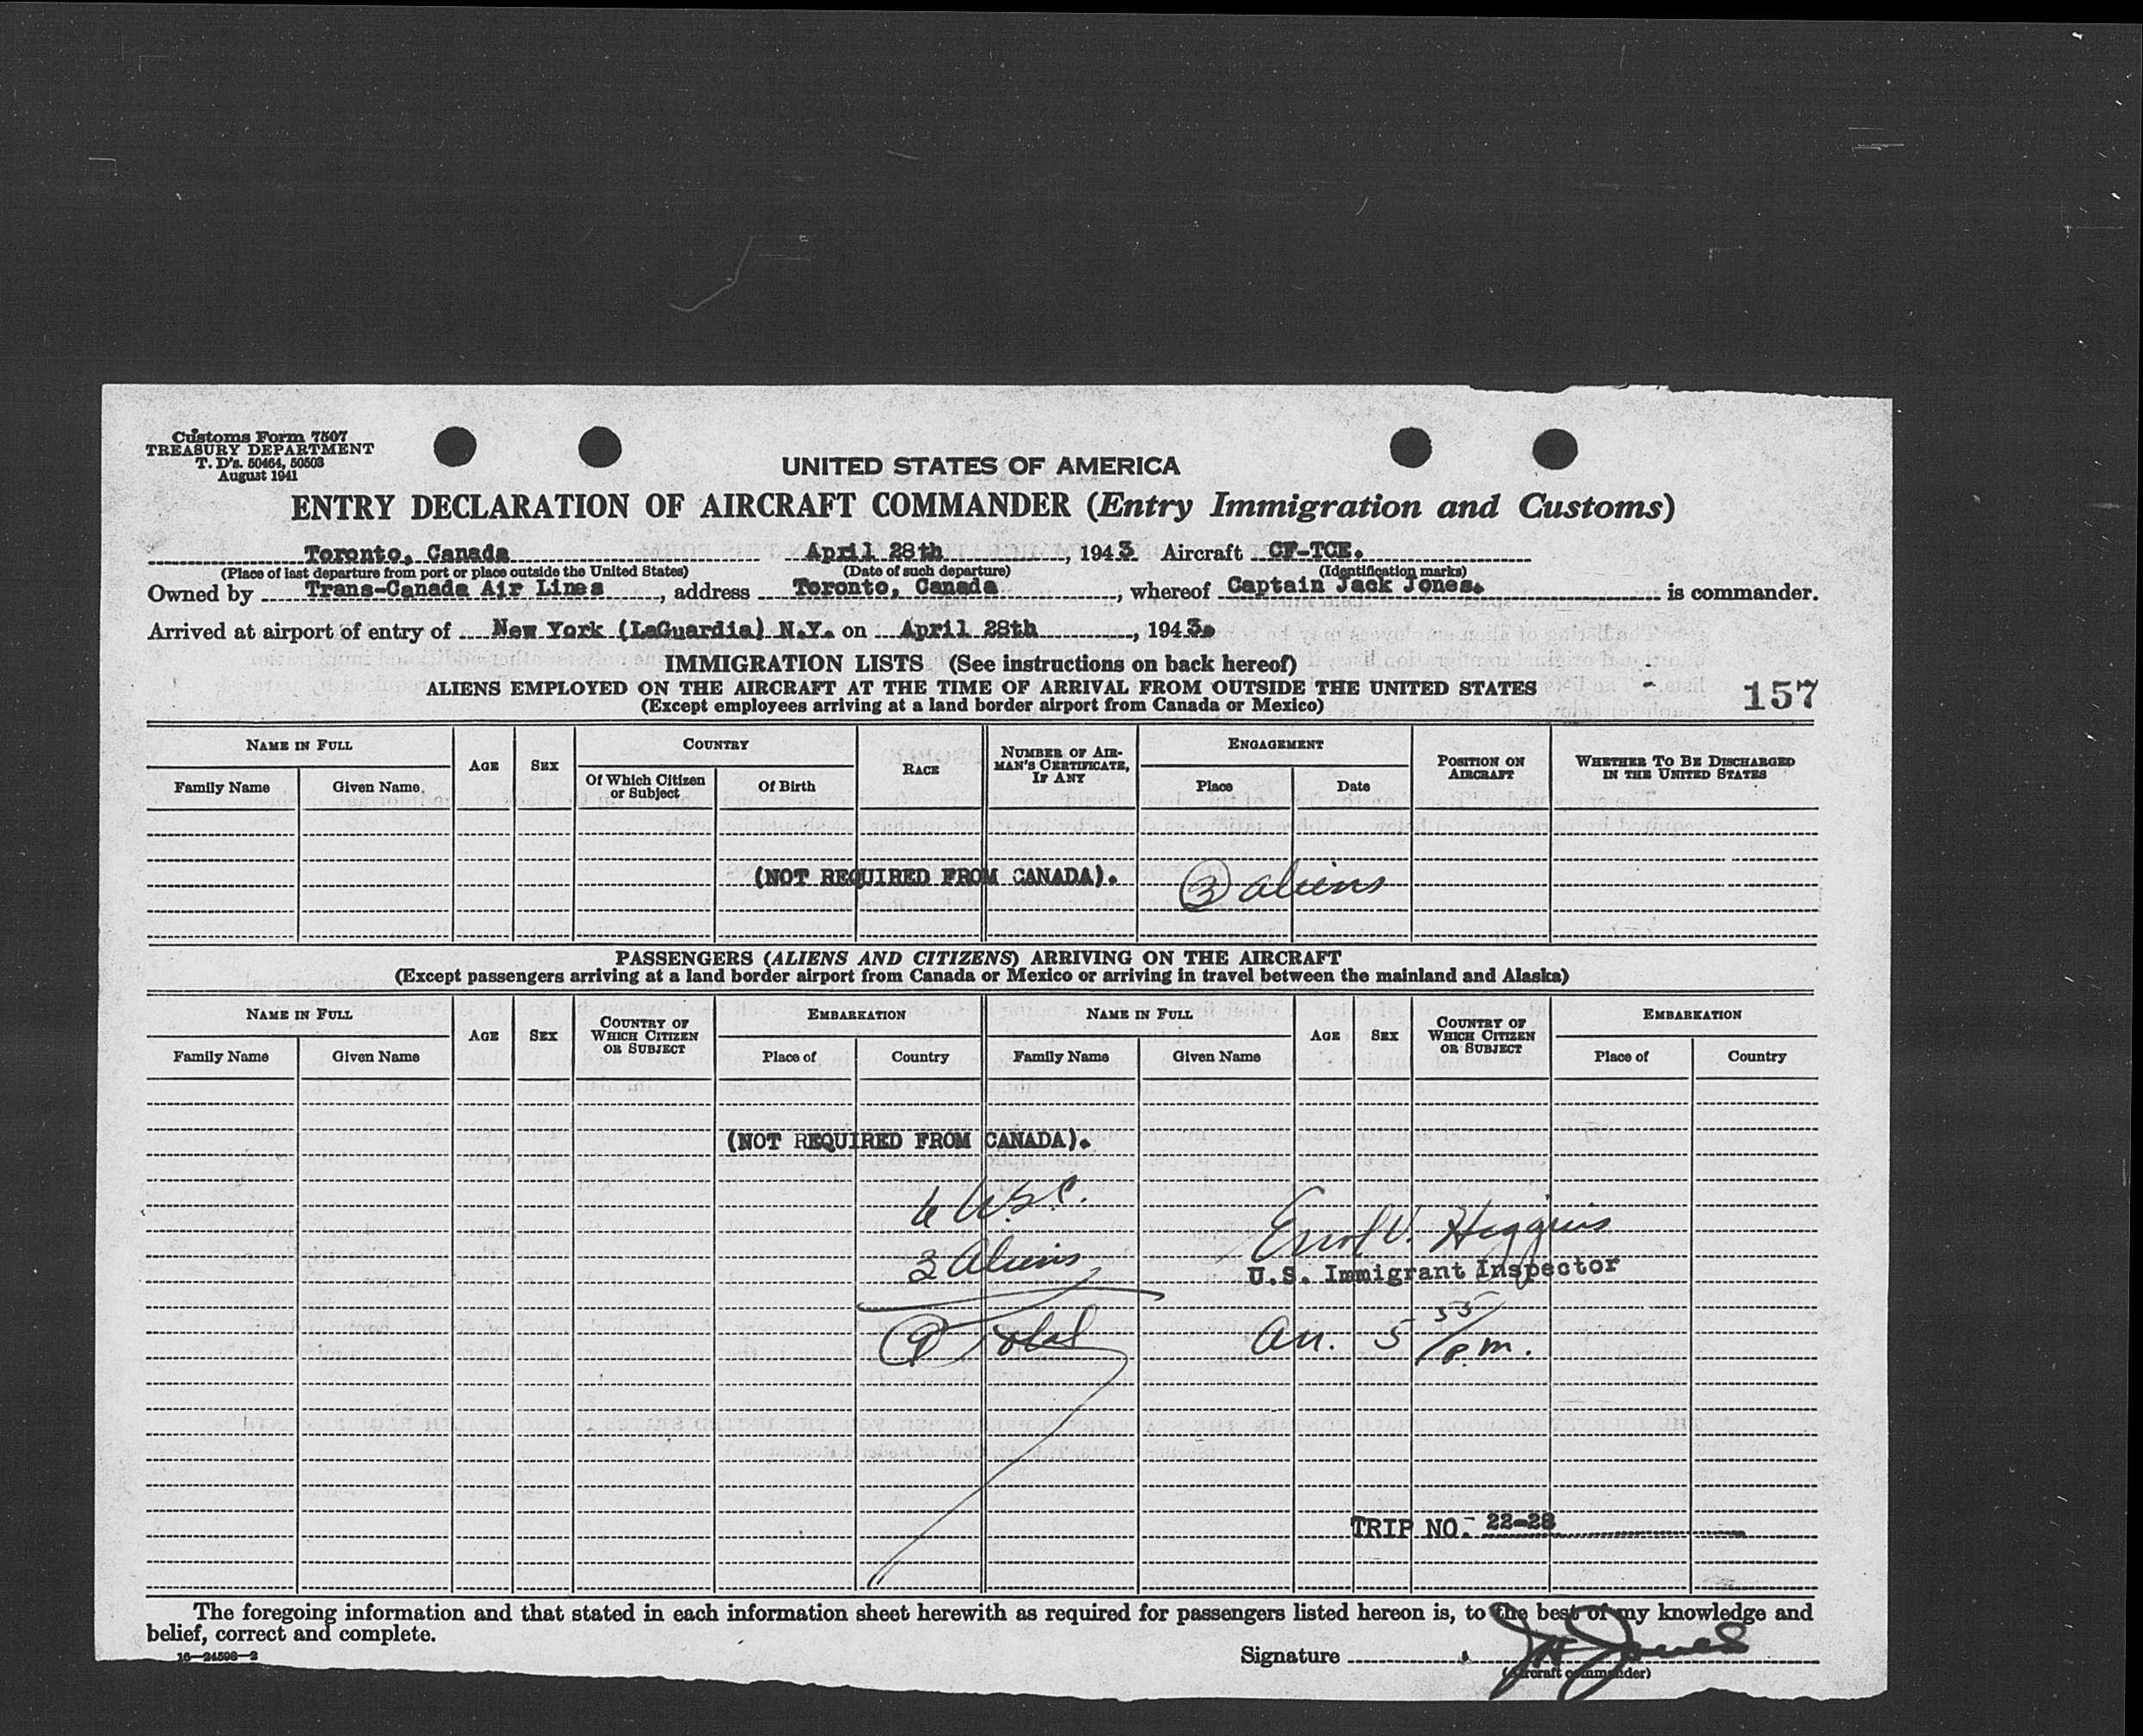 Customs Form 7507
TREASURY DEPARTMENT
T. D's. 50464, 50503
August 1941
UNITED STATES OF AMERICA
ENTRY DECLARATION OF AIRCRAFT COMMANDER (Entry Immigration and Customs)
Toronto, Canada April 28th, 1943 Aircraft CF-TCE.
(Place of last departure from port or place outside the United States) (Date of such departure) (Identification marks)
Owned by Trans-Canada Air Lines, address Toronto, Canada, whereof Captain Jack Jones. is commander.
Arrived at airport of entry of New York (LaGuardia) N.Y. on April 28th, 1943.
IMMIGRATION LISTS (See instructions on back hereof)
ALIENS EMPLOYED ON THE AIRCRAFT AT THE TIME OF ARRIVAL FROM OUTSIDE THE UNITED STATES
157
(Except employees arriving at a land border airport from Canada or Mexico)
NAME IN FULL AGE SEX COUNTRY RACE NUMBER OF AIRMAN'S CERTIFICATE, IF ANY ENGAGEMENT POSITION ON AIRCRAFT WHETHER TO BE DISCHARGED IN THE UNITED STATES
Family Name Given Name Of Which Citizen or Subject Of Birth Place Date
(NOT REQUIRED FROM CANADA). 3 aliens
PASSENGERS (ALIENS AND CITIZENS) ARRIVING ON THE AIRCRAFT
(Except passengers arriving at a land border airport from Canada or Mexico or arriving in travel between the mainland and Alaska)
NAME IN FULL AGE SEX COUNTRY OF WHICH CITIZEN OR SUBJECT EMBARKATION NAME IN FULL AGE SEX COUNTRY OF WHICH CITIZEN OR SUBJECT EMBARKATION
Family Name Given Name Place of Country Family Name Given Name Place of Country
(NOT REQUIRED FROM CANADA).
6 U.S.C.
Errol V. Higgins
3 Aliens
U.S. Immigrant Inspector
9 Total
Arr. 5 55/p.m.
TRIP NO. 22-28
The foregoing information and that stated in each information sheet herewith as required for passengers listed hereon is, to the best of my knowledge and
belief, correct and complete.
16—24598—2
Signature J H Jones
(Aircraft commander)